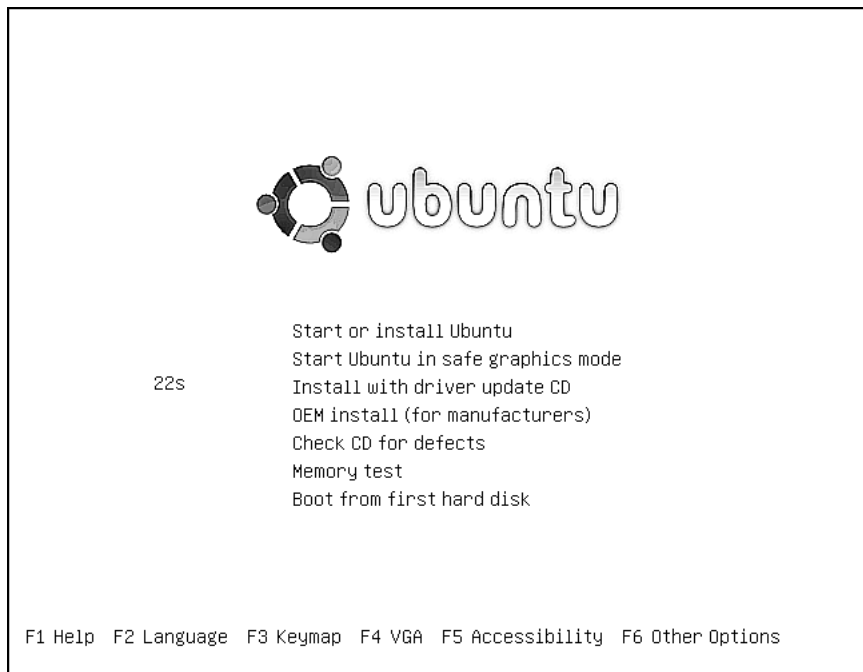 ubuntu
Start or install Ubuntu
Start Ubuntu in safe graphics mode
22s
Install with driver update CD
OEM install (for manufacturers)
Check CD for defects
Memory test
Boot from first hard disk
F1 Help F2 Language F3 Keymap F4 VGA F5 Accessibility F6 Other Options